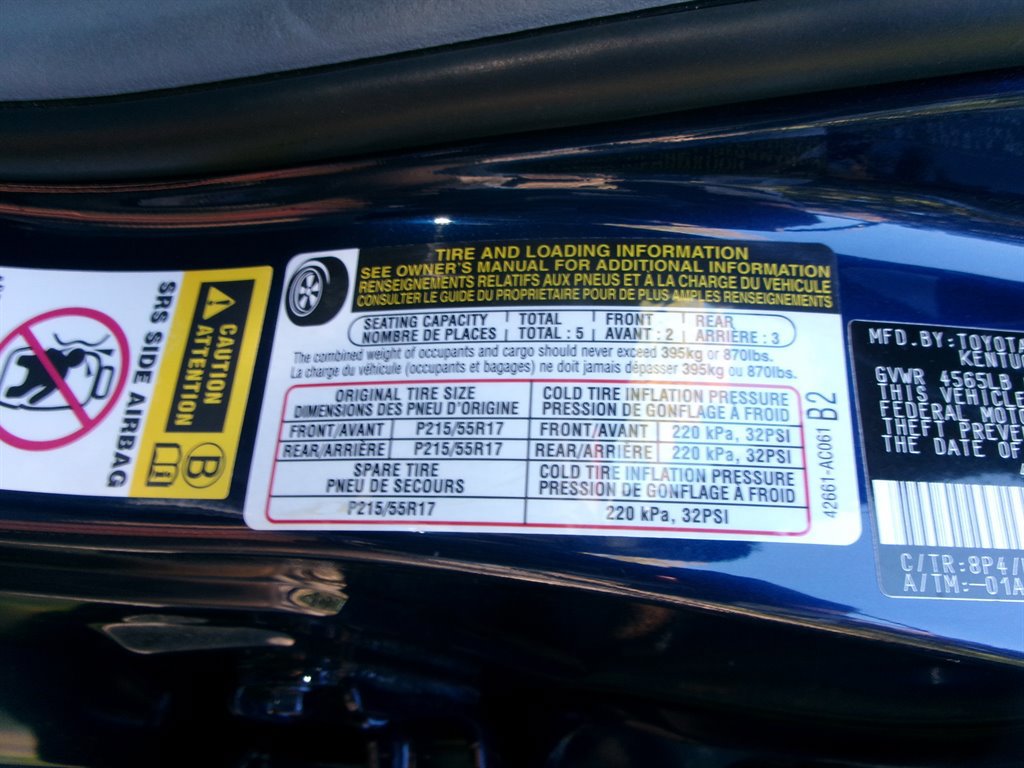 SRS SIDE AIRBAG
CAUTION
ATTENTION
B
TIRE AND LOADING INFORMATION
SEE OWNER'S MANUAL FOR ADDITIONAL INFORMATION
RENSEIGNEMENTS RELATIFS AUX PNEUS ET À LA CHARGE DU VÉHICULE
CONSULTER LE GUIDE DU PROPRIETAIRE POUR DE PLUS AMPLES RENSEIGNEMENTS
SEATING CAPACITY TOTAL FRONT REAR
NOMBRE DE PLACES TOTAL : 5 AVANT : 2 ARRIÈRE : 3
The combined weight of occupants and cargo should never exceed 395kg or 870lbs.
La charge du véhicule (occupants et bagages) ne doit jamais dépasser 395kg ou 870lbs.
ORIGINAL TIRE SIZE COLD TIRE INFLATION PRESSURE
DIMENSIONS DES PNEU D'ORIGINE PRESSION DE GONFLAGE À FROID
FRONT/AVANT P215/55R17 FRONT/AVANT 220 kPa, 32PSI
REAR/ARRIÈRE P215/55R17 REAR/ARRIÈRE 220 kPa, 32PSI
SPARE TIRE COLD TIRE INFLATION PRESSURE
PNEU DE SECOURS PRESSION DE GONFLAGE À FROID
P215/55R17 220 kPa, 32PSI
42661-AC061 B2
MFD.BY:TOYOTA
KENTU
GVWR 4565LB
THIS VEHICLE
FEDERAL MOTO
THEFT PREVE
THE DATE OF
C/TR:8P4/
A/TM:-01A